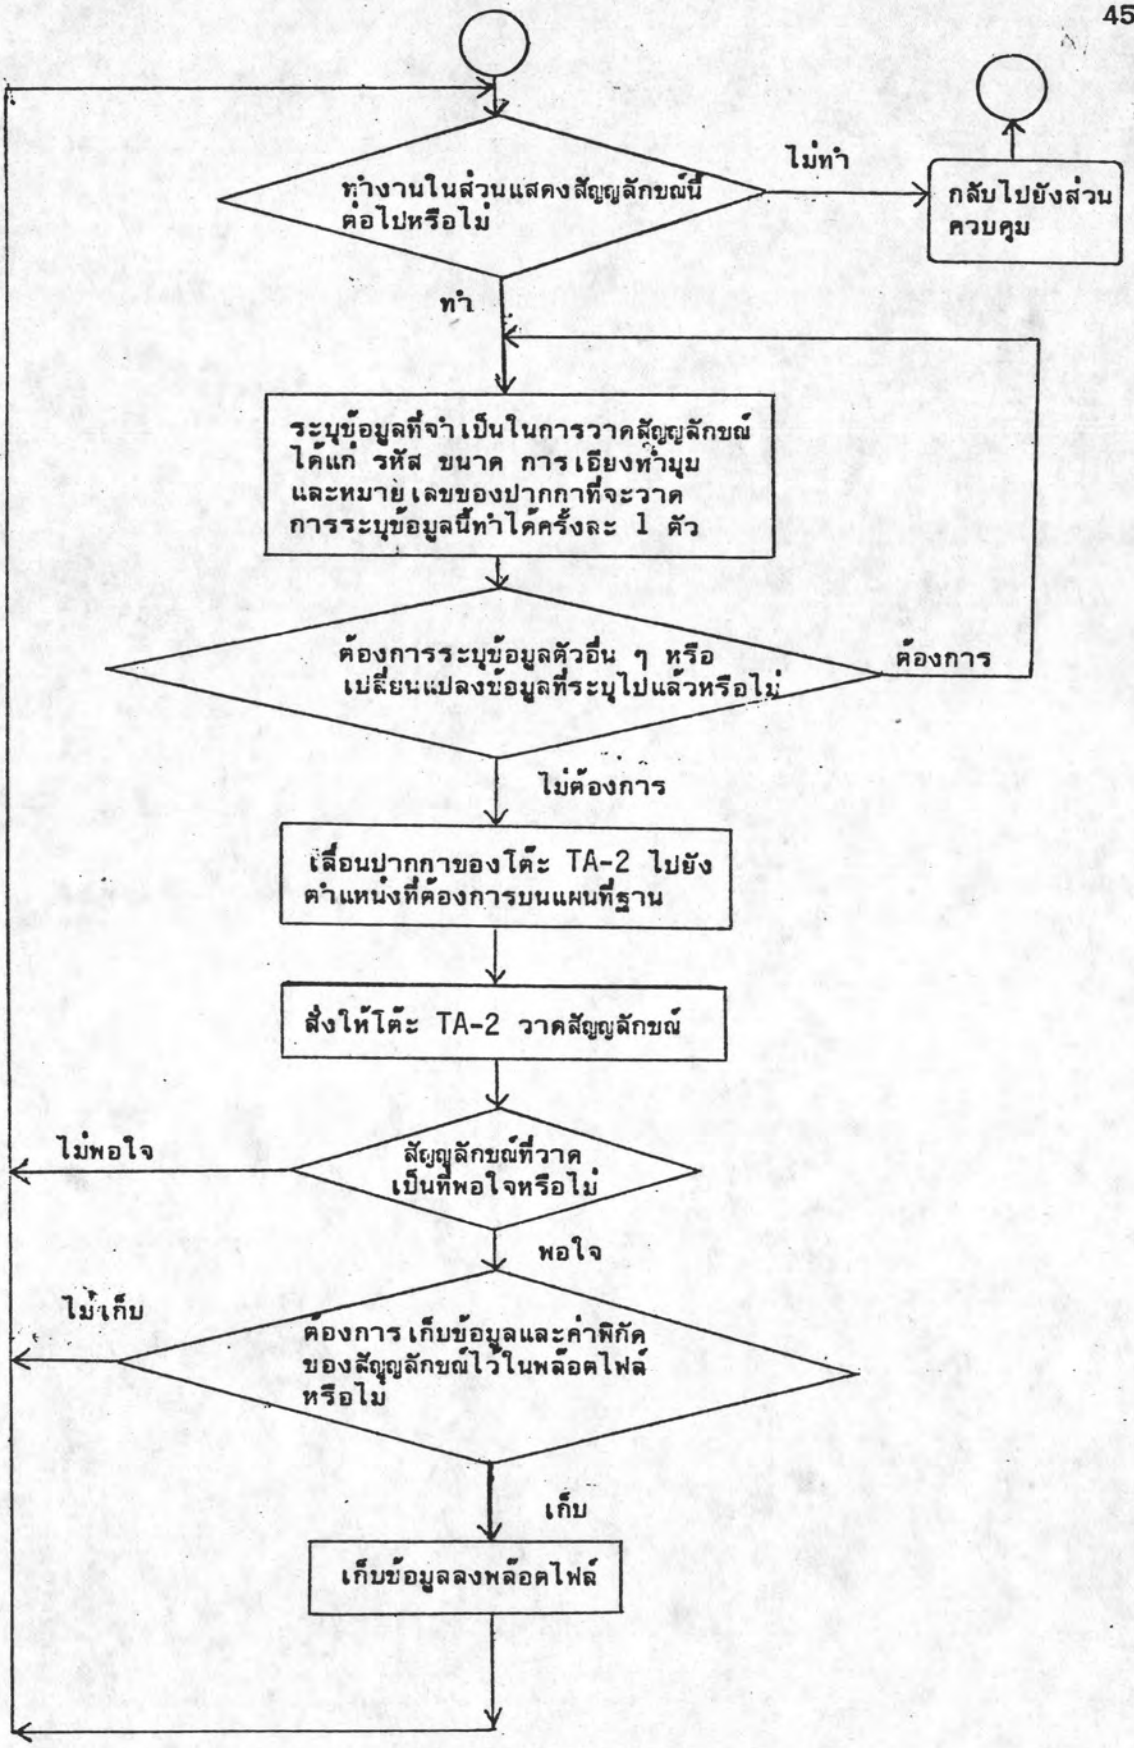 45
ทำงานในส่วนแสดงสัญญลักขณ์นี้
ต่อไปหรือไม่
ไม่ทำ
กลับไปยังส่วน
ควบคุม
ทำ
ระบุข้อมูลที่จำเป็นในการวาดสัญญลักขณ์
ได้แก่ รหัส ขนาด การเอียงทำมุม
และหมายเลขของปากกาที่จะวาด
การระบุข้อมูลนี้ทำได้ครั้งละ 1 ตัว
ต้องการระบุข้อมูลตัวอื่น ๆ หรือ
เปลี่ยนแปลงข้อมูลที่ระบุไปแล้วหรือไม่
ต้องการ
ไม่ต้องการ
เลื่อนปากกาของโต๊ะ TA-2 ไปยัง
ตำแหน่งที่ต้องการบนแผนที่ฐาน
สั่งให้โต๊ะ TA-2 วาดสัญญลักขณ์
ไม่พอใจ
สัญญลักขณ์ที่วาด
เป็นที่พอใจหรือไม่
พอใจ
ไม่เก็บ
ต้องการเก็บข้อมูลและค่าพิกัด
ของสัญญลักขณ์ไว้ในพล๊อตไฟล์
หรือไม่
เก็บ
เก็บข้อมูลลงพล๊อตไฟล์